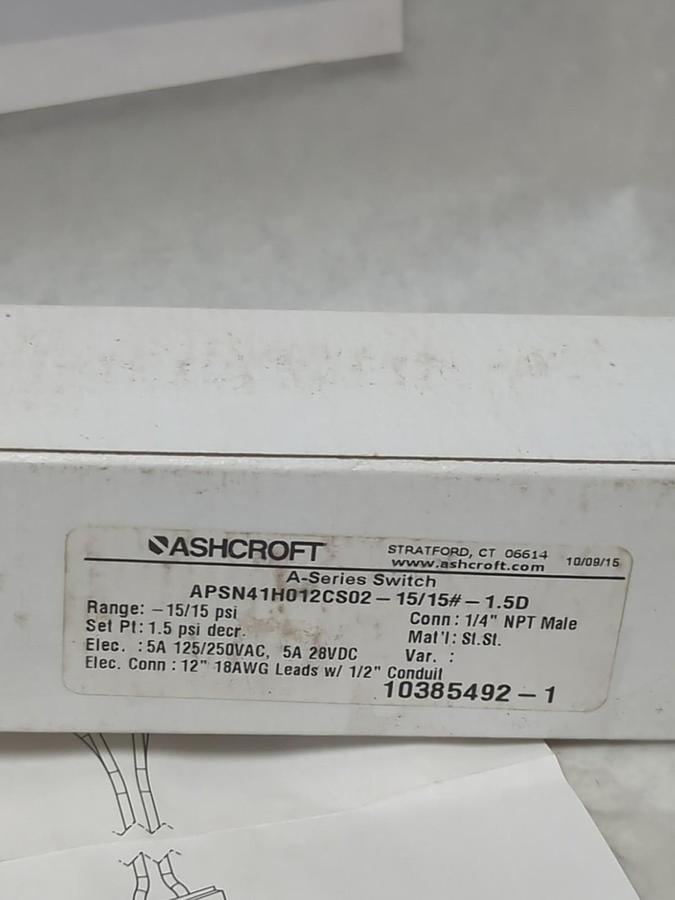 ASHCROFT
STRATFORD, CT 06614
www.ashcroft.com
10/09/15
A-Series Switch
APSN41H012CS02-15/15#-1.5D
Range: -15/15 psi
Conn: 1/4" NPT Male
Set Pt: 1.5 psi decr.
Mat'l: St.St.
Elec. : 5A 125/250VAC, 5A 28VDC
Var. :
Elec. Conn : 12" 18AWG Leads w/ 1/2" Conduit
10385492-1